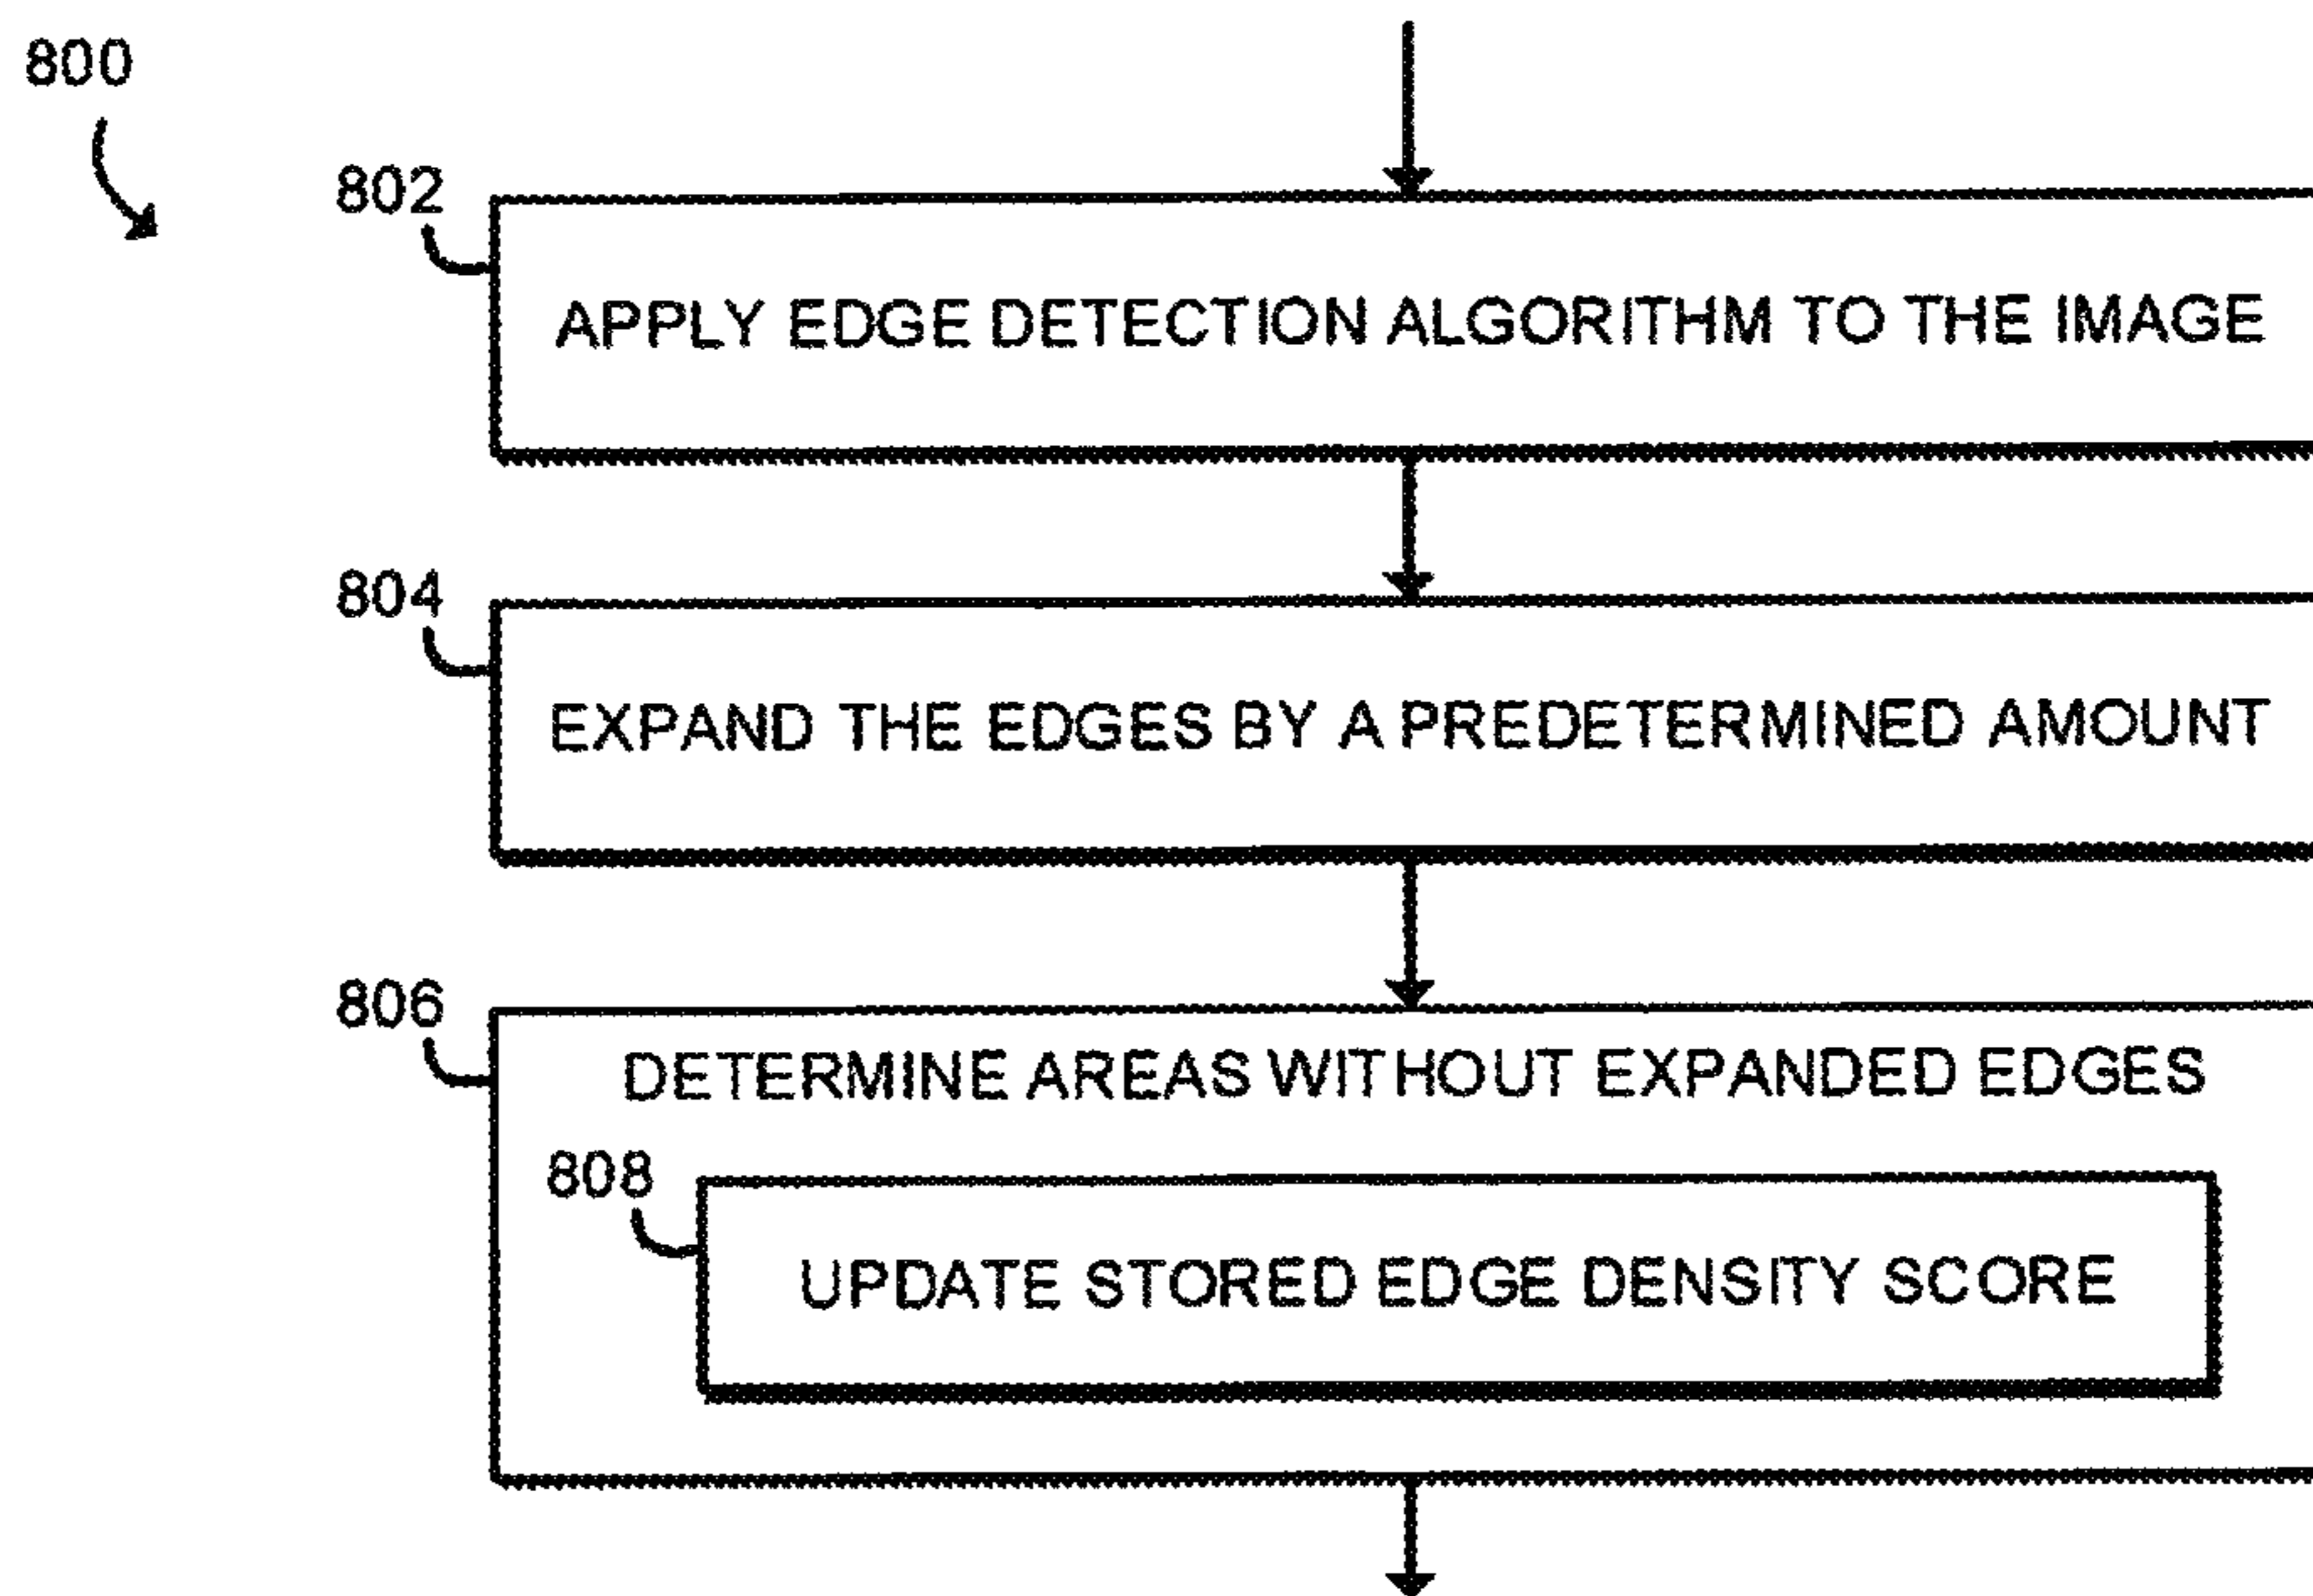 800
802
APPLY EDGE DETECTION ALGORITHM TO THE IMAGE
804
EXPAND THE EDGES BY A PREDETERMINED AMOUNT
806
DETERMINE AREAS WITHOUT EXPANDED EDGES
808
UPDATE STORED EDGE DENSITY SCORE